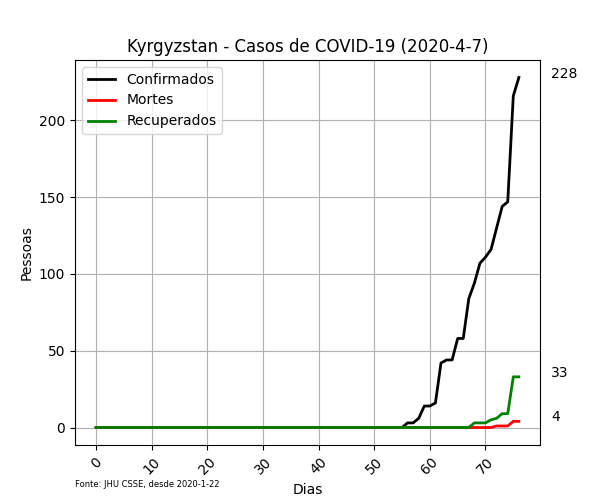 Kyrgyzstan - Casos de COVID-19 (2020-4-7)
Confirmados
Mortes
Recuperados
228
33
4
200
150
100
50
0
Pessoas
0 10 20 30 40 50 60 70
Dias
Fonte: JHU CSSE, desde 2020-1-22